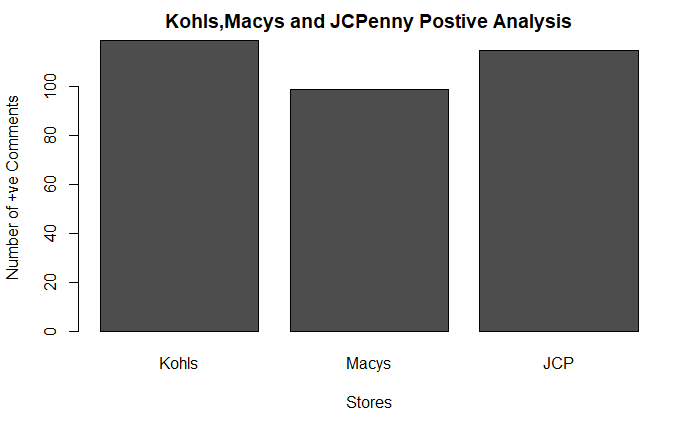 Kohls,Macys and JCPenny Postive Analysis
Number of +ve Comments
100
80
60
40
20
0
Kohls Macys JCP
Stores